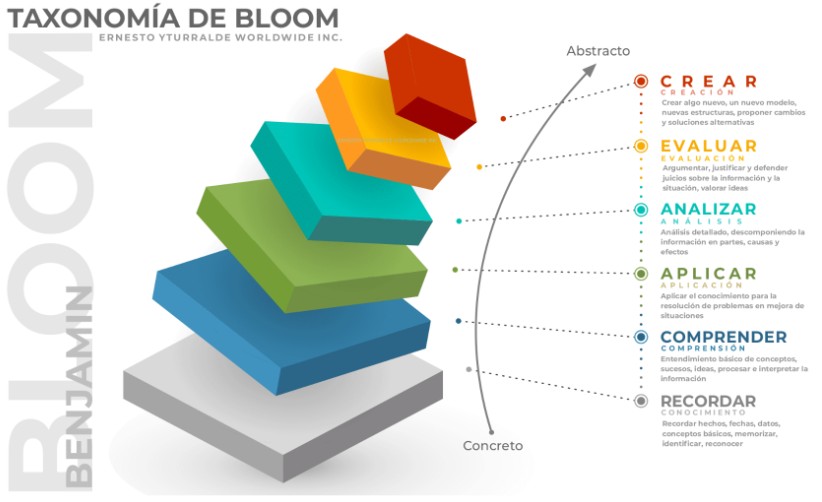 TAXONOMÍA DE BLOOM
ERNESTO YTURRALDE WORLDWIDE INC.
BLOOM
BENJAMIN
Abstracto
Concreto
CREAR
CREACIÓN
Crear algo nuevo, un nuevo modelo,
nuevas estructuras, proponer cambios
y soluciones alternativas
EVALUAR
EVALUACIÓN
Argumentar, justificar y defender
juicios sobre la información y la
situación, valorar ideas
ANALIZAR
ANÁLISIS
Análisis detallado, descomponiendo la
información en partes, causas y
efectos
APLICAR
APLICACIÓN
Aplicar el conocimiento para la
resolución de problemas en mejora de
situaciones
COMPRENDER
COMPRENSIÓN
Entendimiento básico de conceptos,
sucesos, ideas, procesar e interpretar la
información
RECORDAR
CONOCIMIENTO
Recordar hechos, fechas, datos,
conceptos básicos, memorizar,
identificar, reconocer